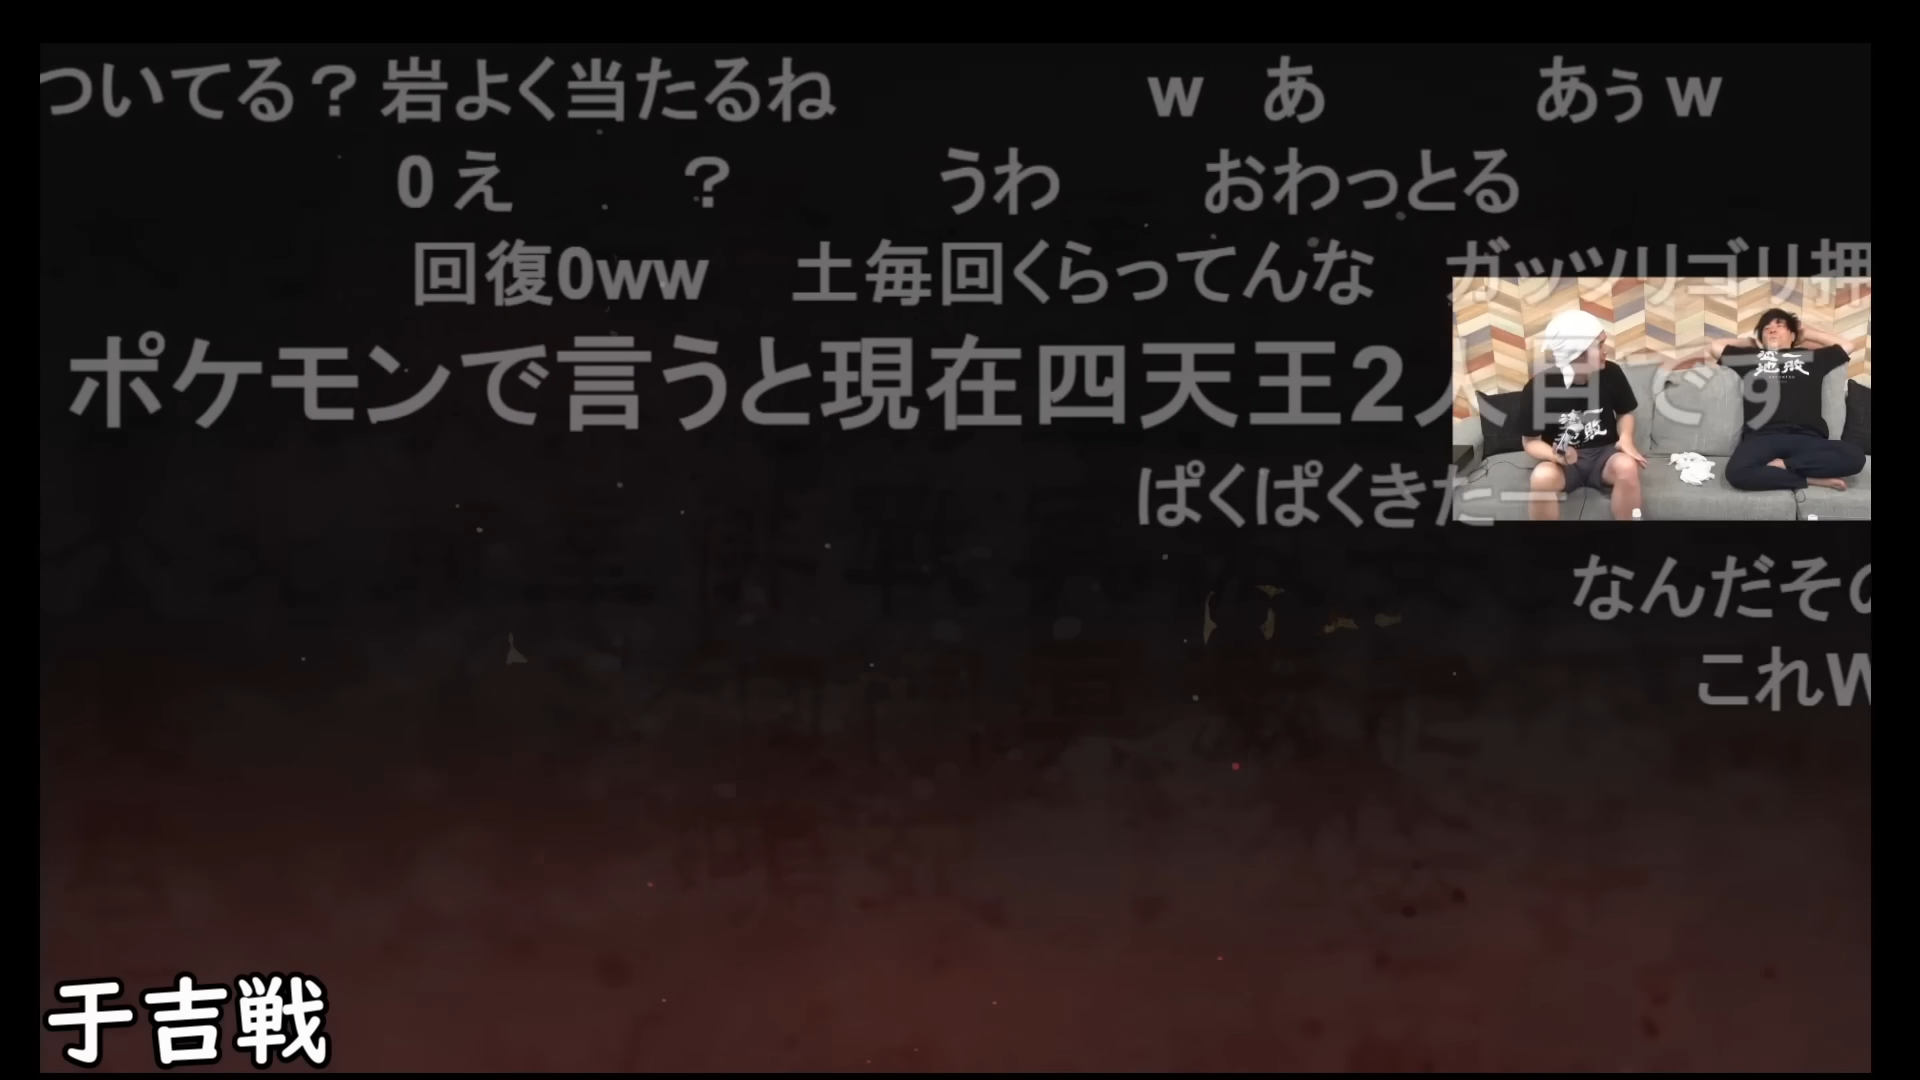 ついてる？ 岩よく当たるね w あ あぅw
0 え ？ うわ おわっとる
回復0ww 土毎回くらってんな ガッツリゴリ押
ポケモンで言うと現在四天王2人目です
ぱくぱくきたー
なんだその
これw
于吉戦